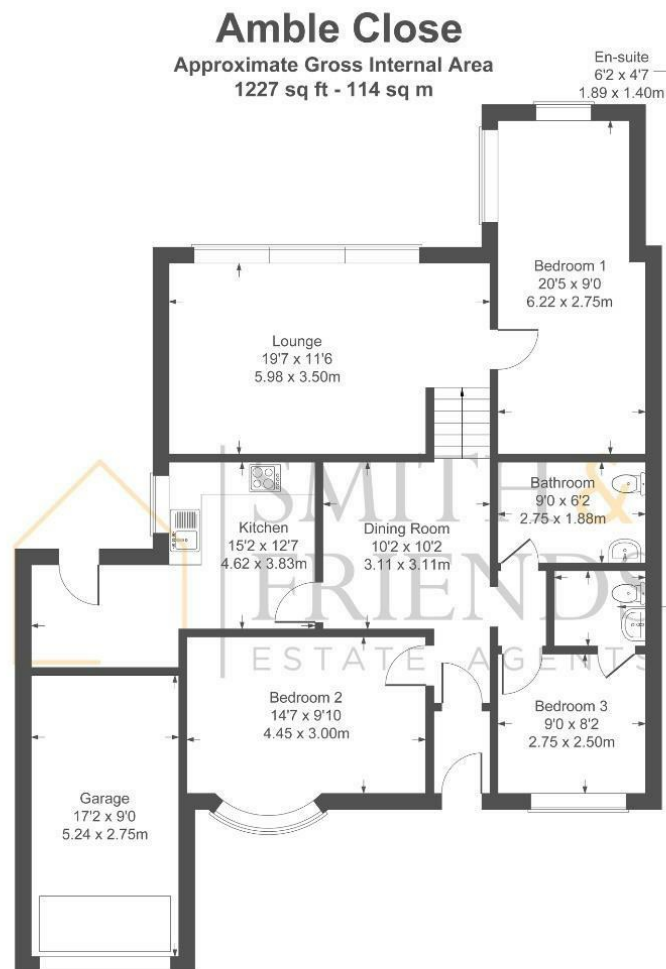 Amble Close
Approximate Gross Internal Area
1227 sq ft - 114 sq m
En-suite
6'2 x 4'7
1.89 x 1.40m
Bedroom 1
20'5 x 9'0
6.22 x 2.75m
Lounge
19'7 x 11'6
5.98 x 3.50m
Bathroom
9'0 x 6'2
2.75 x 1.88m
Kitchen
15'2 x 12'7
4.62 x 3.83m
Dining Room
10'2 x 10'2
3.11 x 3.11m
SMITH &
FRIENDS
ESTATE AGENTS
Bedroom 2
14'7 x 9'10
4.45 x 3.00m
Bedroom 3
9'0 x 8'2
2.75 x 2.50m
Garage
17'2 x 9'0
5.24 x 2.75m